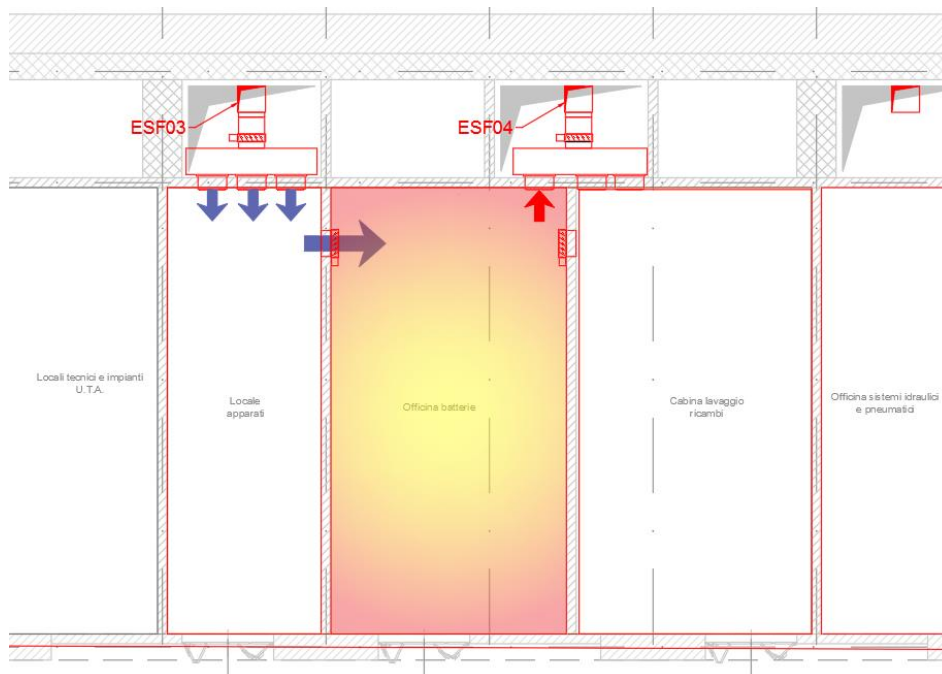 ESF03
ESF04
Locali tecnici e impianti
U.T.A.
Locale
apparati
Officina batterie
Cabina lavaggio
ricambi
Officina sistemi idraulici
e pneumatici